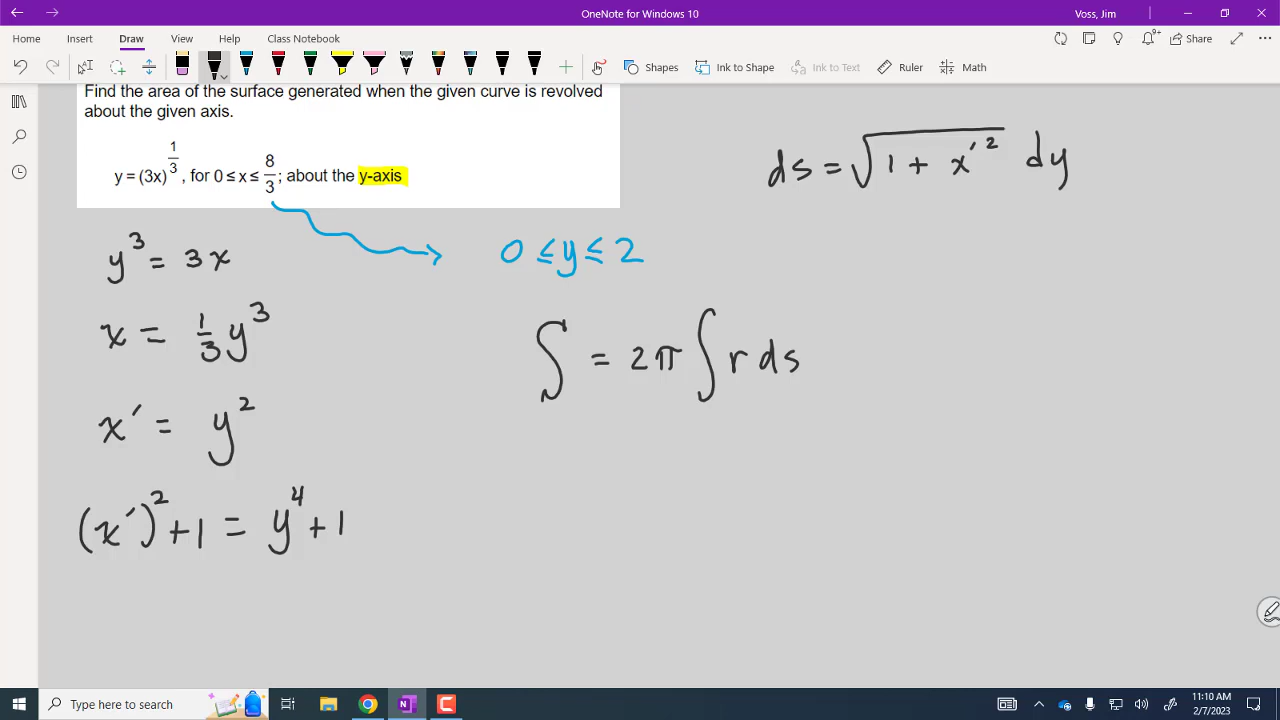 OneNote for Windows 10
Voss, Jim
Home Insert Draw View Help Class Notebook
Share
Shapes Ink to Shape Ink to Text Ruler Math
Find the area of the surface generated when the given curve is revolved
about the given axis.
y = (3x)^(1/3), for 0 ≤ x ≤ 8/3; about the y-axis
ds = √(1 + x'²) dy
y³ = 3x
0 ≤ y ≤ 2
x = 1/3 y³
S = 2π ∫ r ds
x' = y²
(x')² + 1 = y⁴ + 1
Type here to search
11:10 AM
2/7/2023